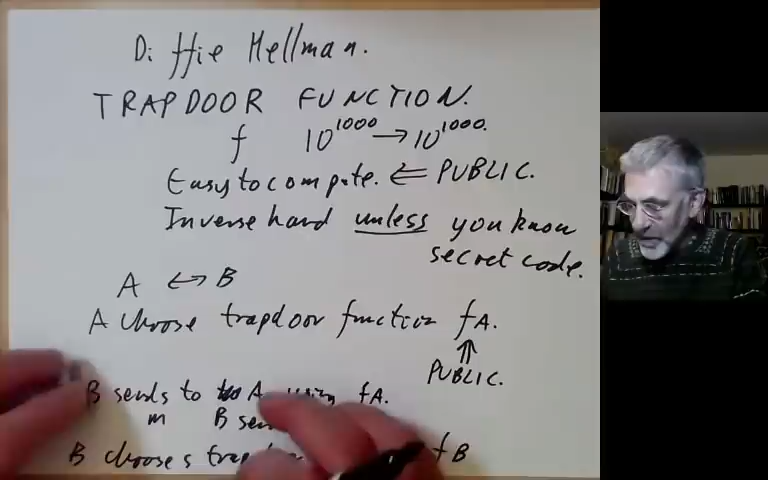 Diffie Hellman.
TRAPDOOR FUNCTION.
f 10^1000 → 10^1000.
Easy to compute. ⇐ PUBLIC.
Inverse hard unless you know
secret code.
A ↔ B
A choose trapdoor function fA.
⇑
PUBLIC.
B sends to A using fA.
m B
B chooses fB